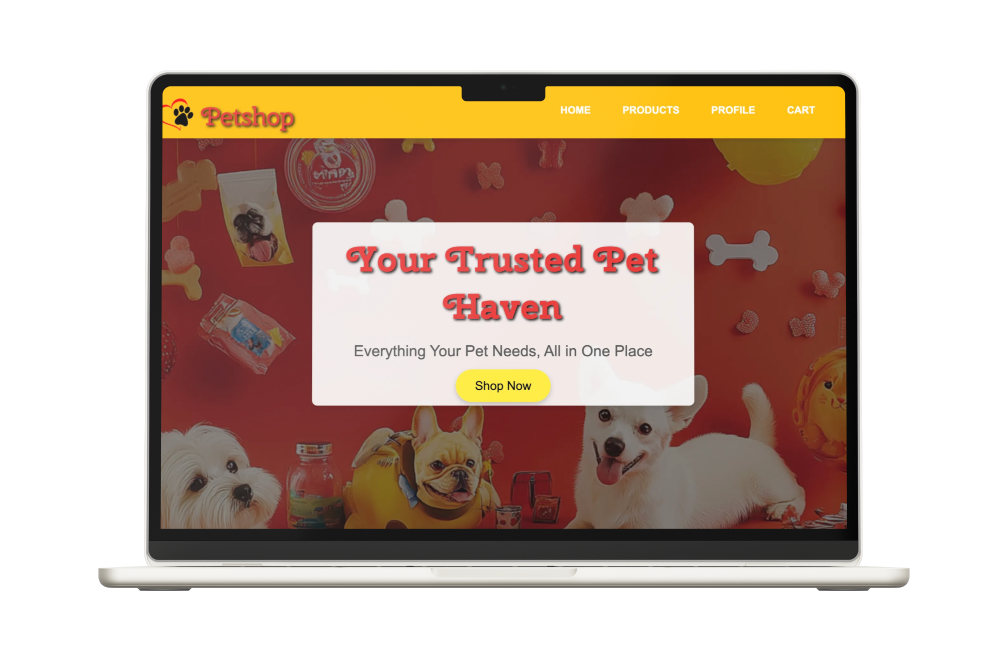 Petshop
HOME PRODUCTS PROFILE CART
Your Trusted Pet
Haven
Everything Your Pet Needs, All in One Place
Shop Now